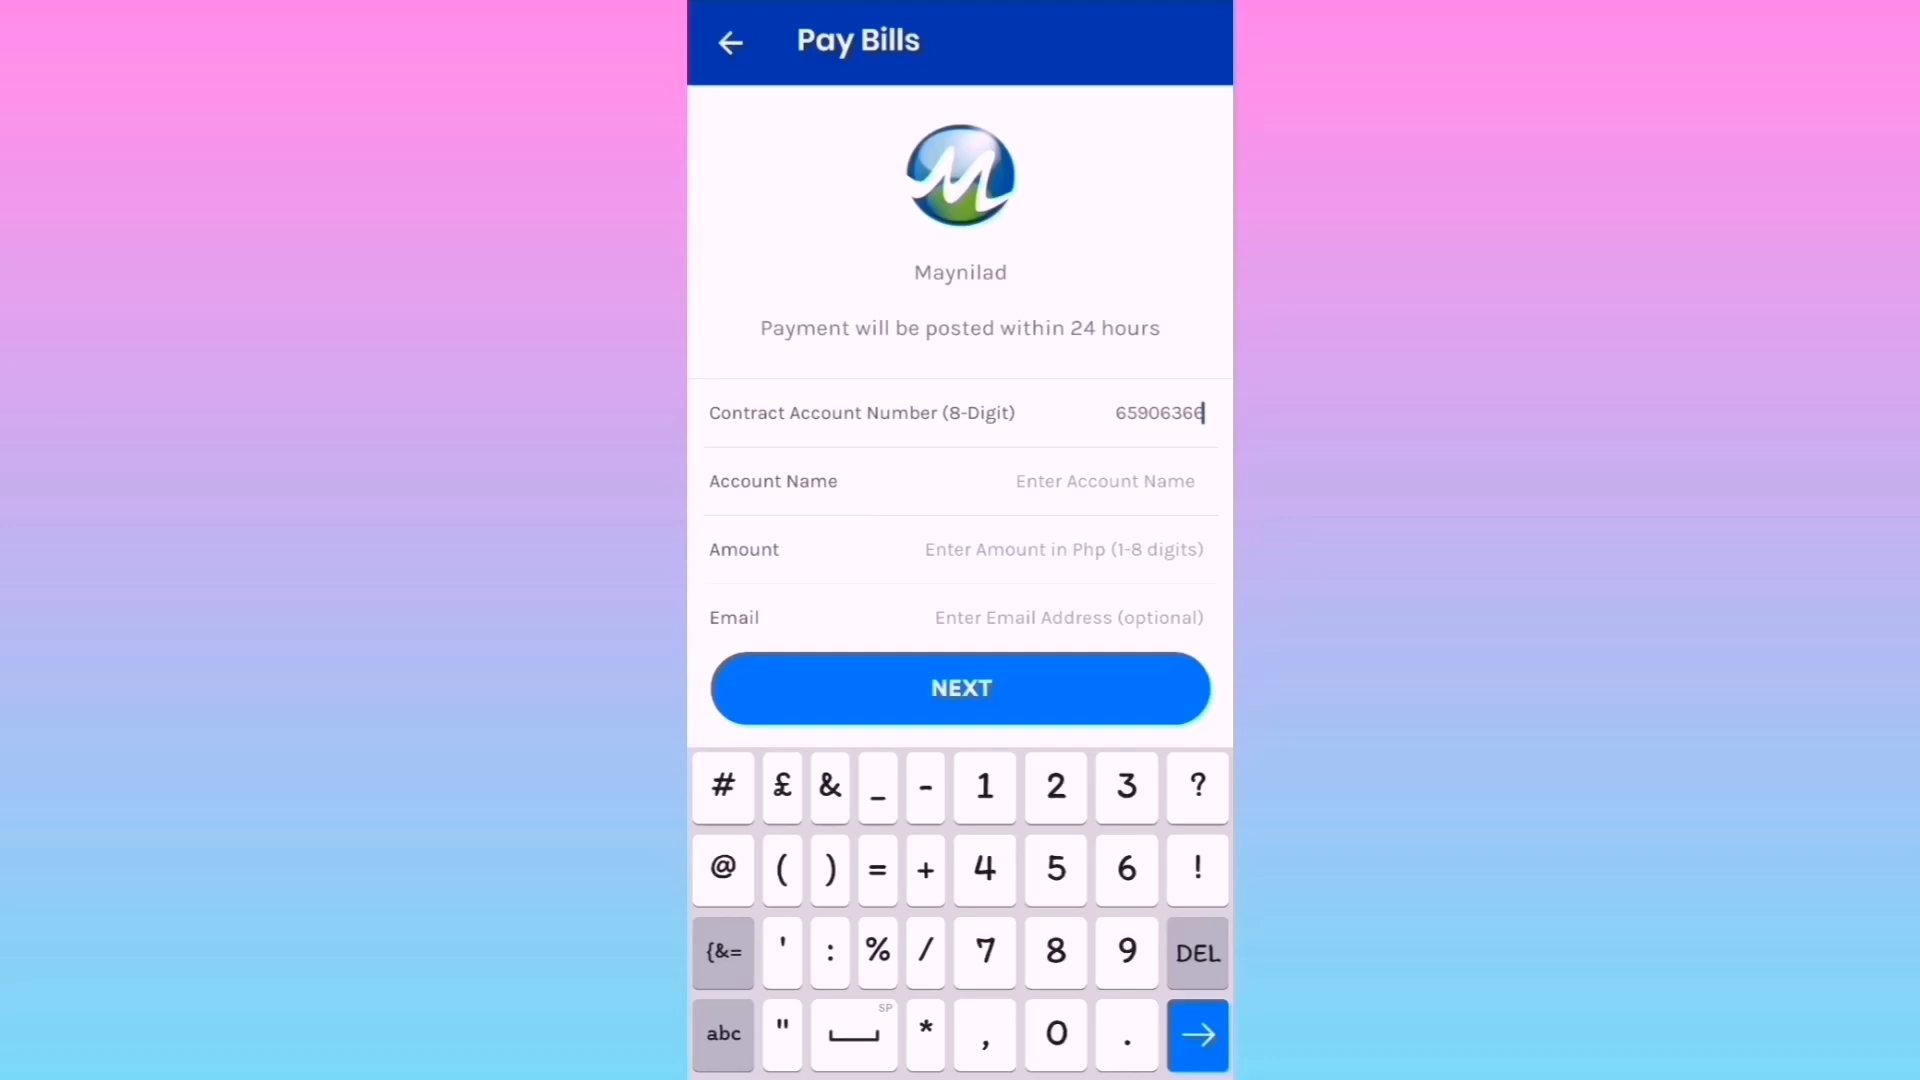 Pay Bills
M
Maynilad
Payment will be posted within 24 hours
Contract Account Number (8-Digit) 65906366
Account Name Enter Account Name
Amount Enter Amount in Php (1-8 digits)
Email Enter Email Address (optional)
NEXT
# £ & _ - 1 2 3 ?
@ ( ) = + 4 5 6 !
{&= ' : % / 7 8 9 DEL
SP
abc " * , 0 .